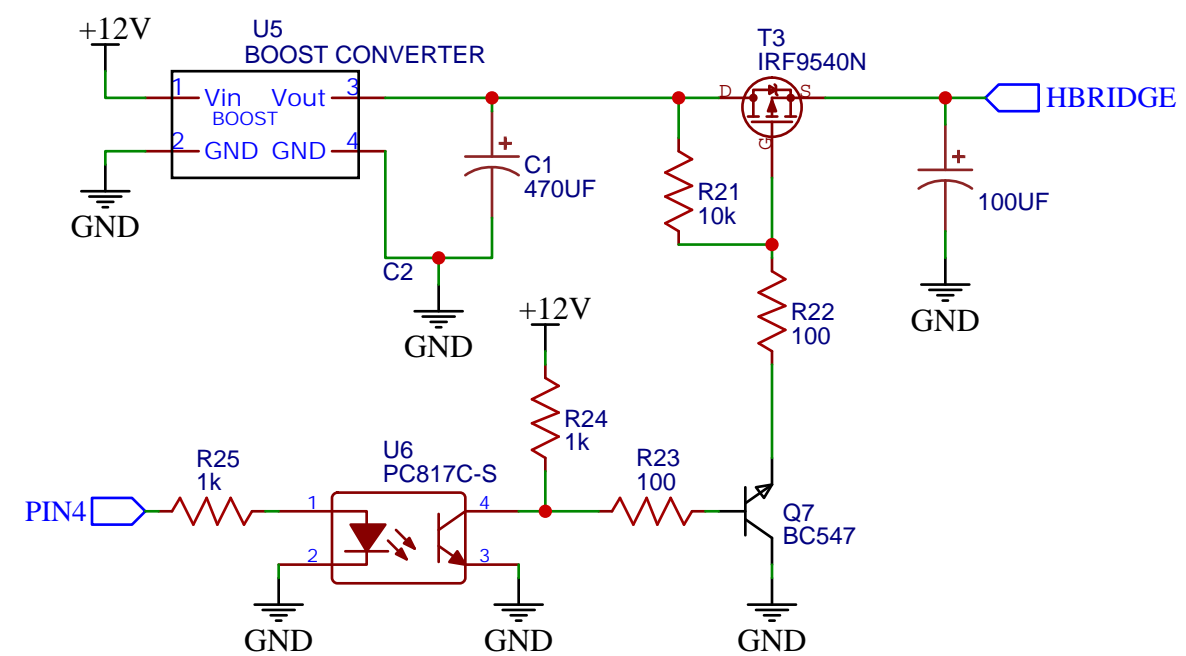 +12V
U5
BOOST CONVERTER
1
Vin
Vout
3
BOOST
2
GND
GND
4
GND
C1
470UF
C2
GND
T3
IRF9540N
D
S
G
HBRIDGE
R21
10k
100UF
GND
R22
100
+12V
R24
1k
R25
1k
U6
PC817C-S
R23
100
PIN4
1
4
2
3
Q7
BC547
GND
GND
GND